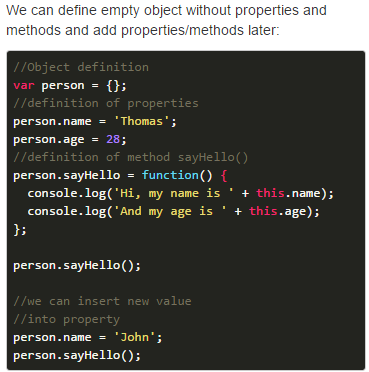 We can define empty object without properties and
methods and add properties/methods later:
//Object definition
var person = {};
//definition of properties
person.name = 'Thomas';
person.age = 28;
//definition of method sayHello()
person.sayHello = function() {
  console.log('Hi, my name is ' + this.name);
  console.log('And my age is ' + this.age);
};
person.sayHello();
//we can insert new value
//into property
person.name = 'John';
person.sayHello();